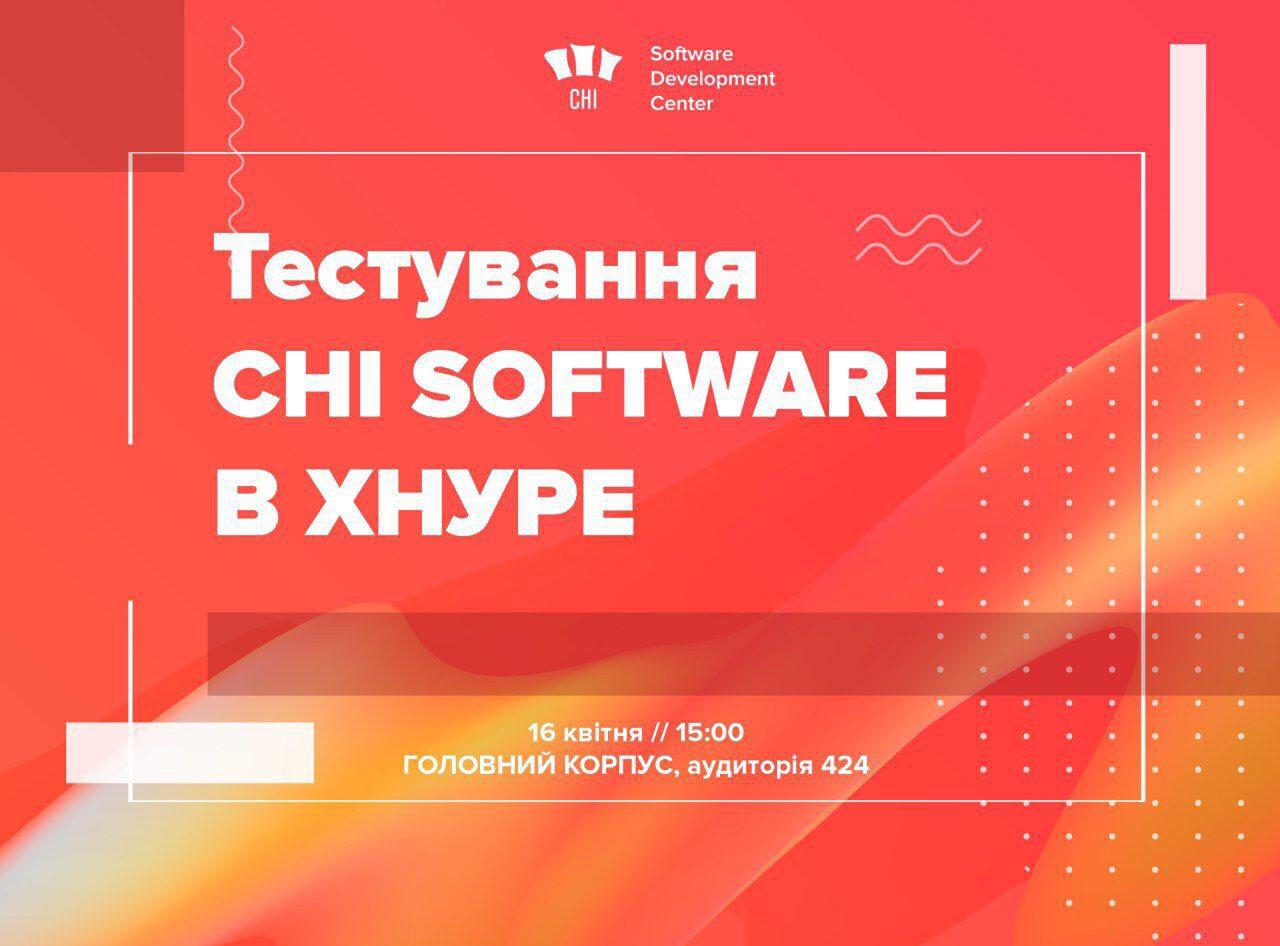 CHI
Software
Development
Center
Тестування
CHI SOFTWARE
В ХНУРЕ
16 квітня // 15:00
ГОЛОВНИЙ КОРПУС, аудиторія 424